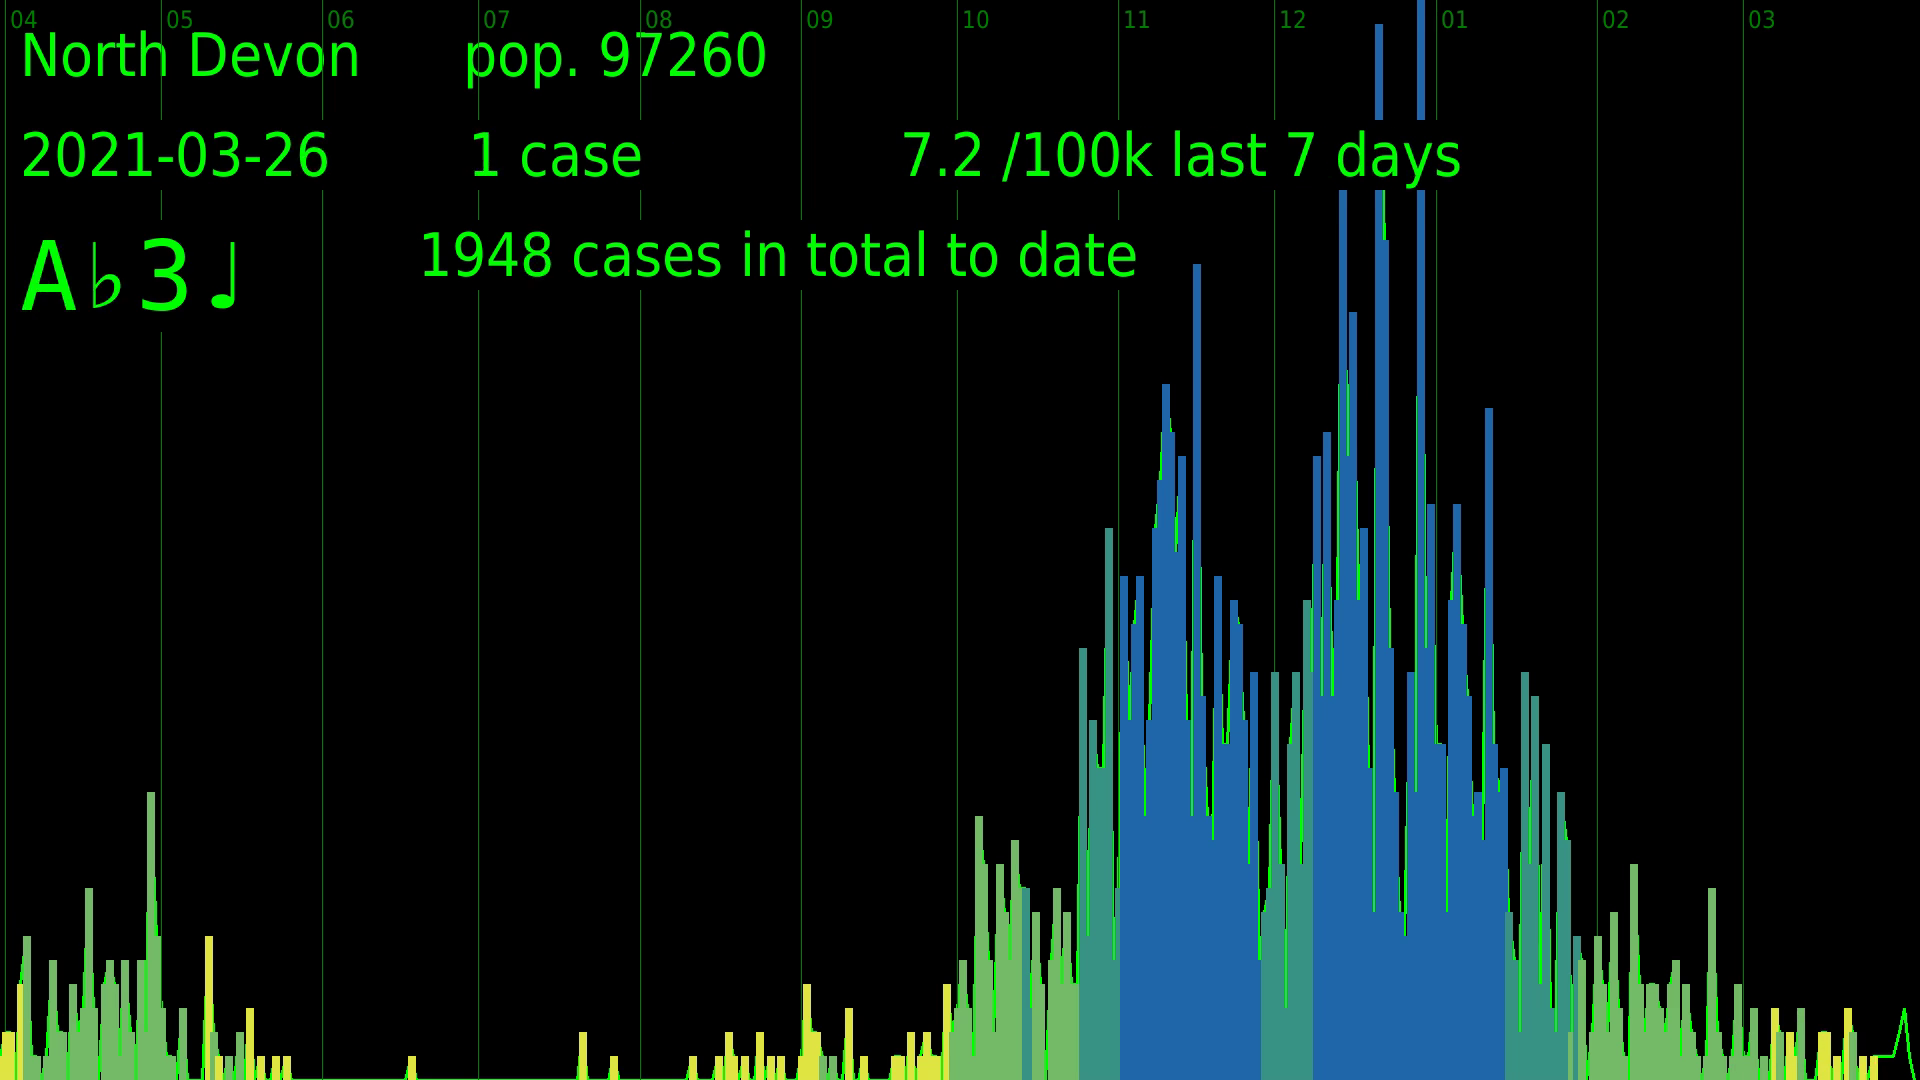 04 05 06 07 08 09 10 11 12 01 02 03
North Devon pop. 97260
2021-03-26 1 case 7.2 /100k last 7 days
A♭3♩ 1948 cases in total to date